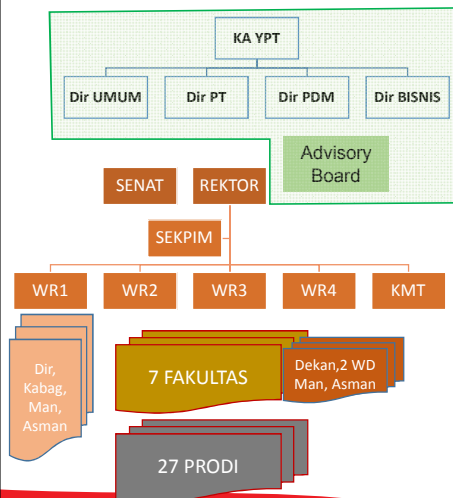 KA YPT
Dir UMUM
Dir PT
Dir PDM
Dir BISNIS
Advisory
Board
SENAT
REKTOR
SEKPIM
WR1
WR2
WR3
WR4
KMT
Dir,
Kabag,
Man,
Asman
7 FAKULTAS
Dekan,2 WD
Man, Asman
27 PRODI